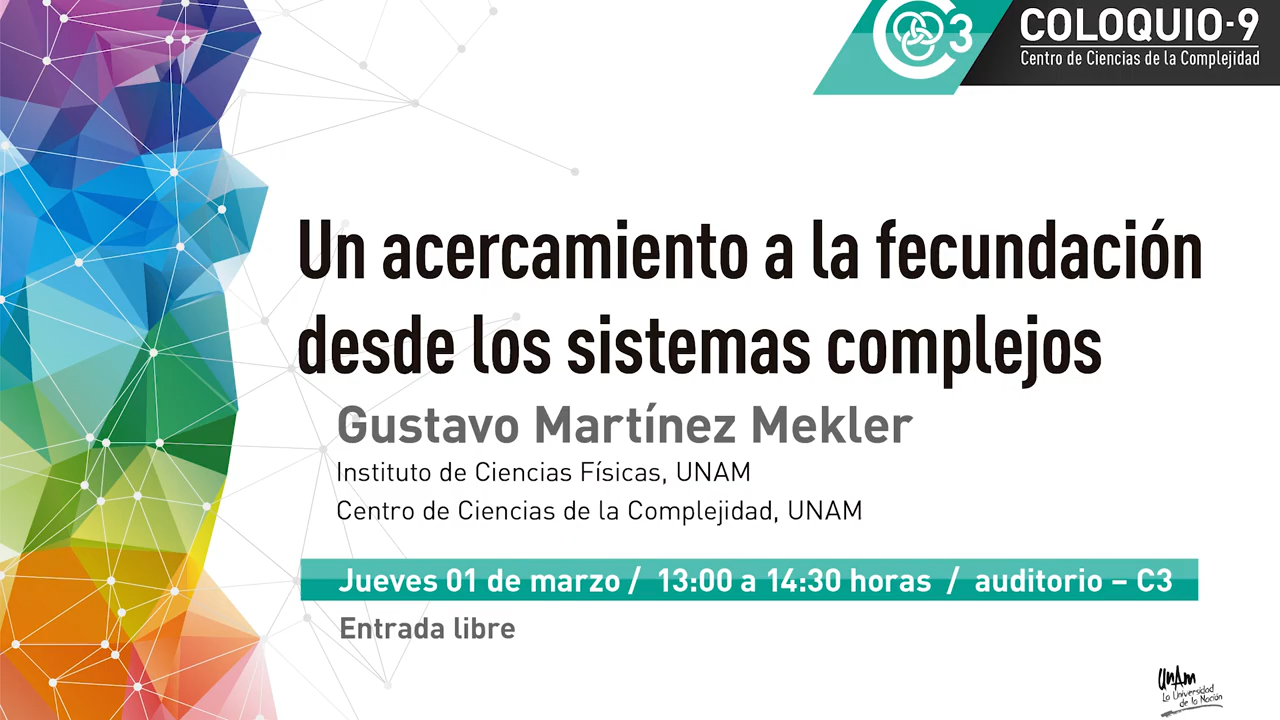 C3
COLOQUIO-9
Centro de Ciencias de la Complejidad
Un acercamiento a la fecundación
desde los sistemas complejos
Gustavo Martínez Mekler
Instituto de Ciencias Físicas, UNAM
Centro de Ciencias de la Complejidad, UNAM
Jueves 01 de marzo / 13:00 a 14:30 horas / auditorio – C3
Entrada libre
UNAM
La Universidad
de la Nación